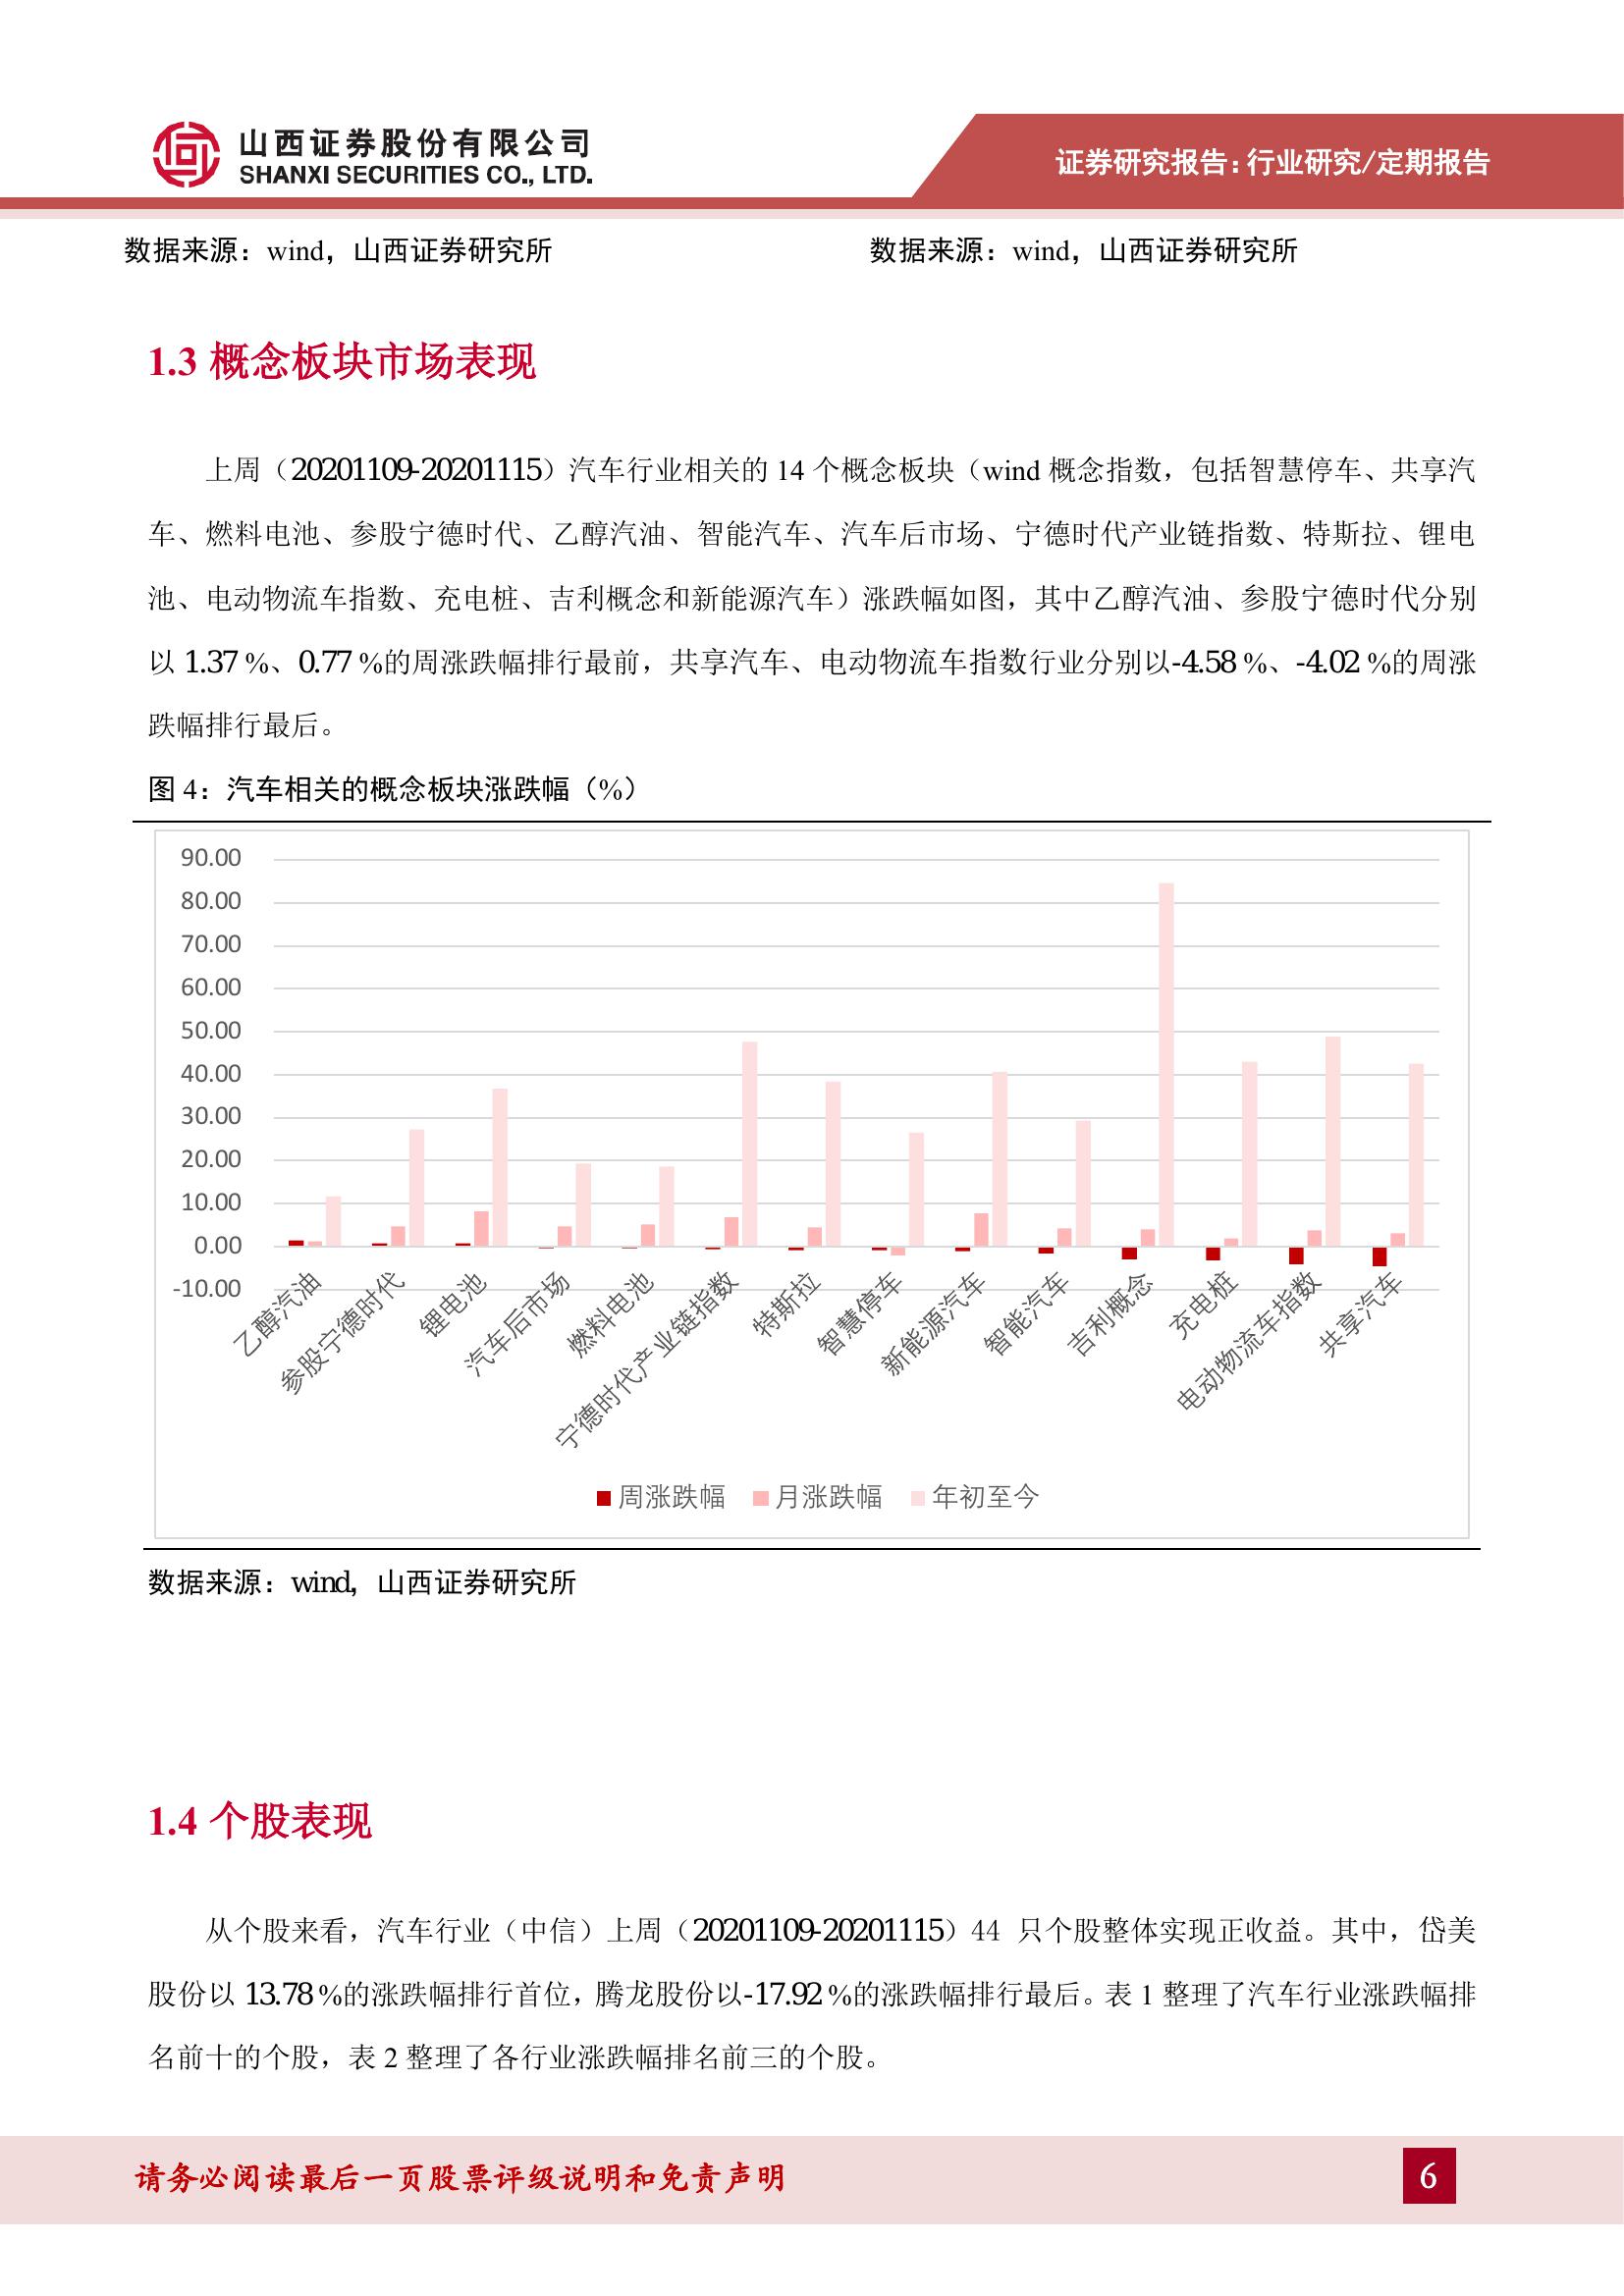 山西证券股份有限公司
SHANXI SECURITIES CO., LTD.
证券研究报告：行业研究/定期报告
数据来源：wind，山西证券研究所
数据来源：wind，山西证券研究所
1.3 概念板块市场表现
上周（20201109-20201115）汽车行业相关的 14 个概念板块（wind 概念指数，包括智慧停车、共享汽
车、燃料电池、参股宁德时代、乙醇汽油、智能汽车、汽车后市场、宁德时代产业链指数、特斯拉、锂电
池、电动物流车指数、充电桩、吉利概念和新能源汽车）涨跌幅如图，其中乙醇汽油、参股宁德时代分别
以 1.37 %、0.77 %的周涨跌幅排行最前，共享汽车、电动物流车指数行业分别以-4.58 %、-4.02 %的周涨
跌幅排行最后。
图 4：汽车相关的概念板块涨跌幅（%）
90.00
80.00
70.00
60.00
50.00
40.00
30.00
20.00
10.00
0.00
-10.00
乙醇汽油
参股宁德时代
锂电池
汽车后市场
燃料电池
宁德时代产业链指数
特斯拉
智慧停车
新能源汽车
智能汽车
吉利概念
充电桩
电动物流车指数
共享汽车
周涨跌幅 月涨跌幅 年初至今
数据来源：wind，山西证券研究所
1.4 个股表现
从个股来看，汽车行业（中信）上周（20201109-20201115）44 只个股整体实现正收益。其中，岱美
股份以 13.78 %的涨跌幅排行首位，腾龙股份以-17.92 %的涨跌幅排行最后。表 1 整理了汽车行业涨跌幅排
名前十的个股，表 2 整理了各行业涨跌幅排名前三的个股。
请务必阅读最后一页股票评级说明和免责声明
6